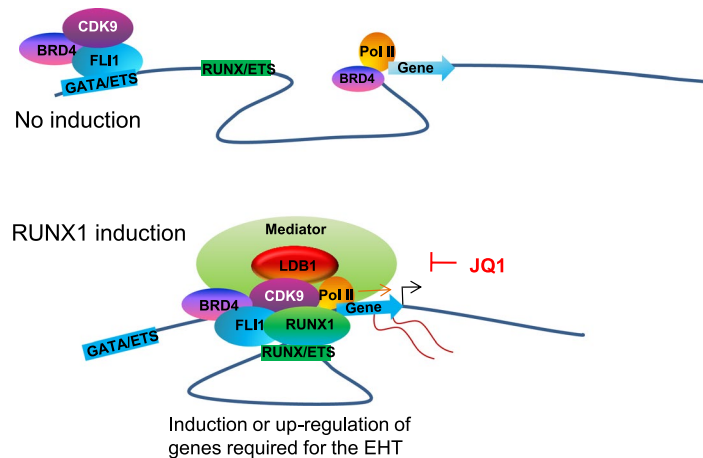 CDK9
BRD4
FLI1
Pol II
GATA/ETS
RUNX/ETS
BRD4
Gene
No induction
RUNX1 induction
Mediator
LDB1
JQ1
BRD4
CDK9
Pol II
Gene
FLI1
RUNX1
GATA/ETS
RUNX/ETS
Induction or up-regulation of
genes required for the EHT